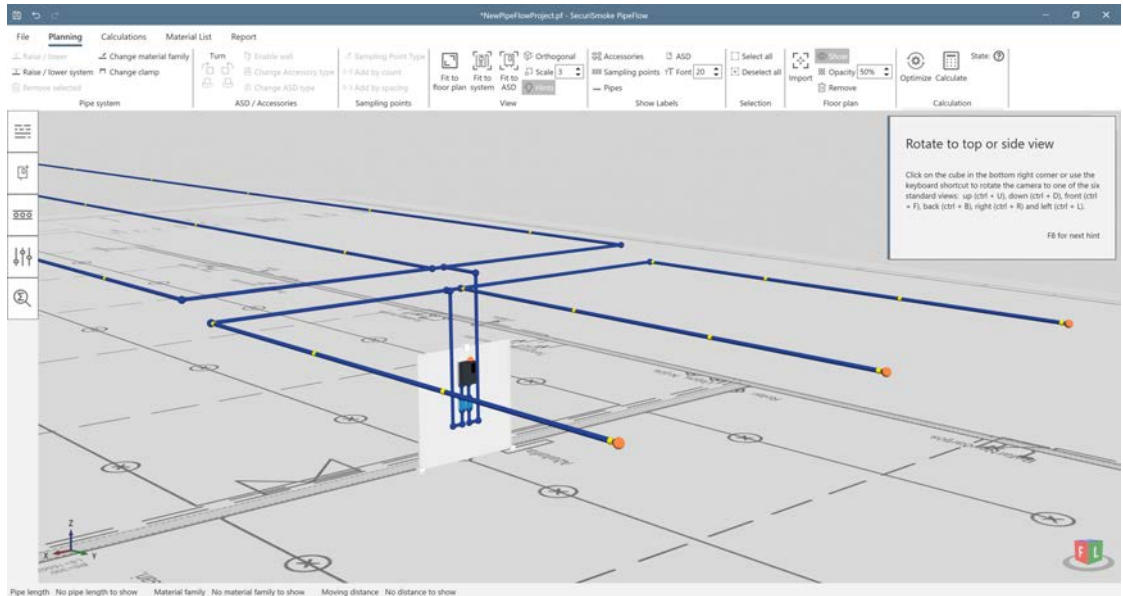 *NewPipeFlowProject.pf - SecuriSmoke PipeFlow
File Planning Calculations Material List Report
Raise / lower
Change material family
Raise / lower system
Change clamp
Remove selected
Pipe system
Turn
Enable wall
Change Accessory type
Change ASD type
ASD / Accessories
Sampling Point Type
Add by count
Add by spacing
Sampling points
Fit to
floor plan
Fit to
system
Fit to
ASD
Orthogonal
Scale 3
Hints
View
Accessories
ASD
Sampling points
Font 20
Pipes
Show Labels
Select all
Deselect all
Selection
Import
Show
Opacity 50%
Remove
Floor plan
Optimize
Calculate
State:
Calculation
Rotate to top or side view
Click on the cube in the bottom right corner or use the
keyboard shortcut to rotate the camera to one of the six
standard views: up (ctrl + U), down (ctrl + D), front (ctrl
+ F), back (ctrl + B), right (ctrl + R) and left (ctrl + L).
F8 for next hint
Z
X
Y
F L
Pipe length No pipe length to show Material family No material family to show Moving distance No distance to show